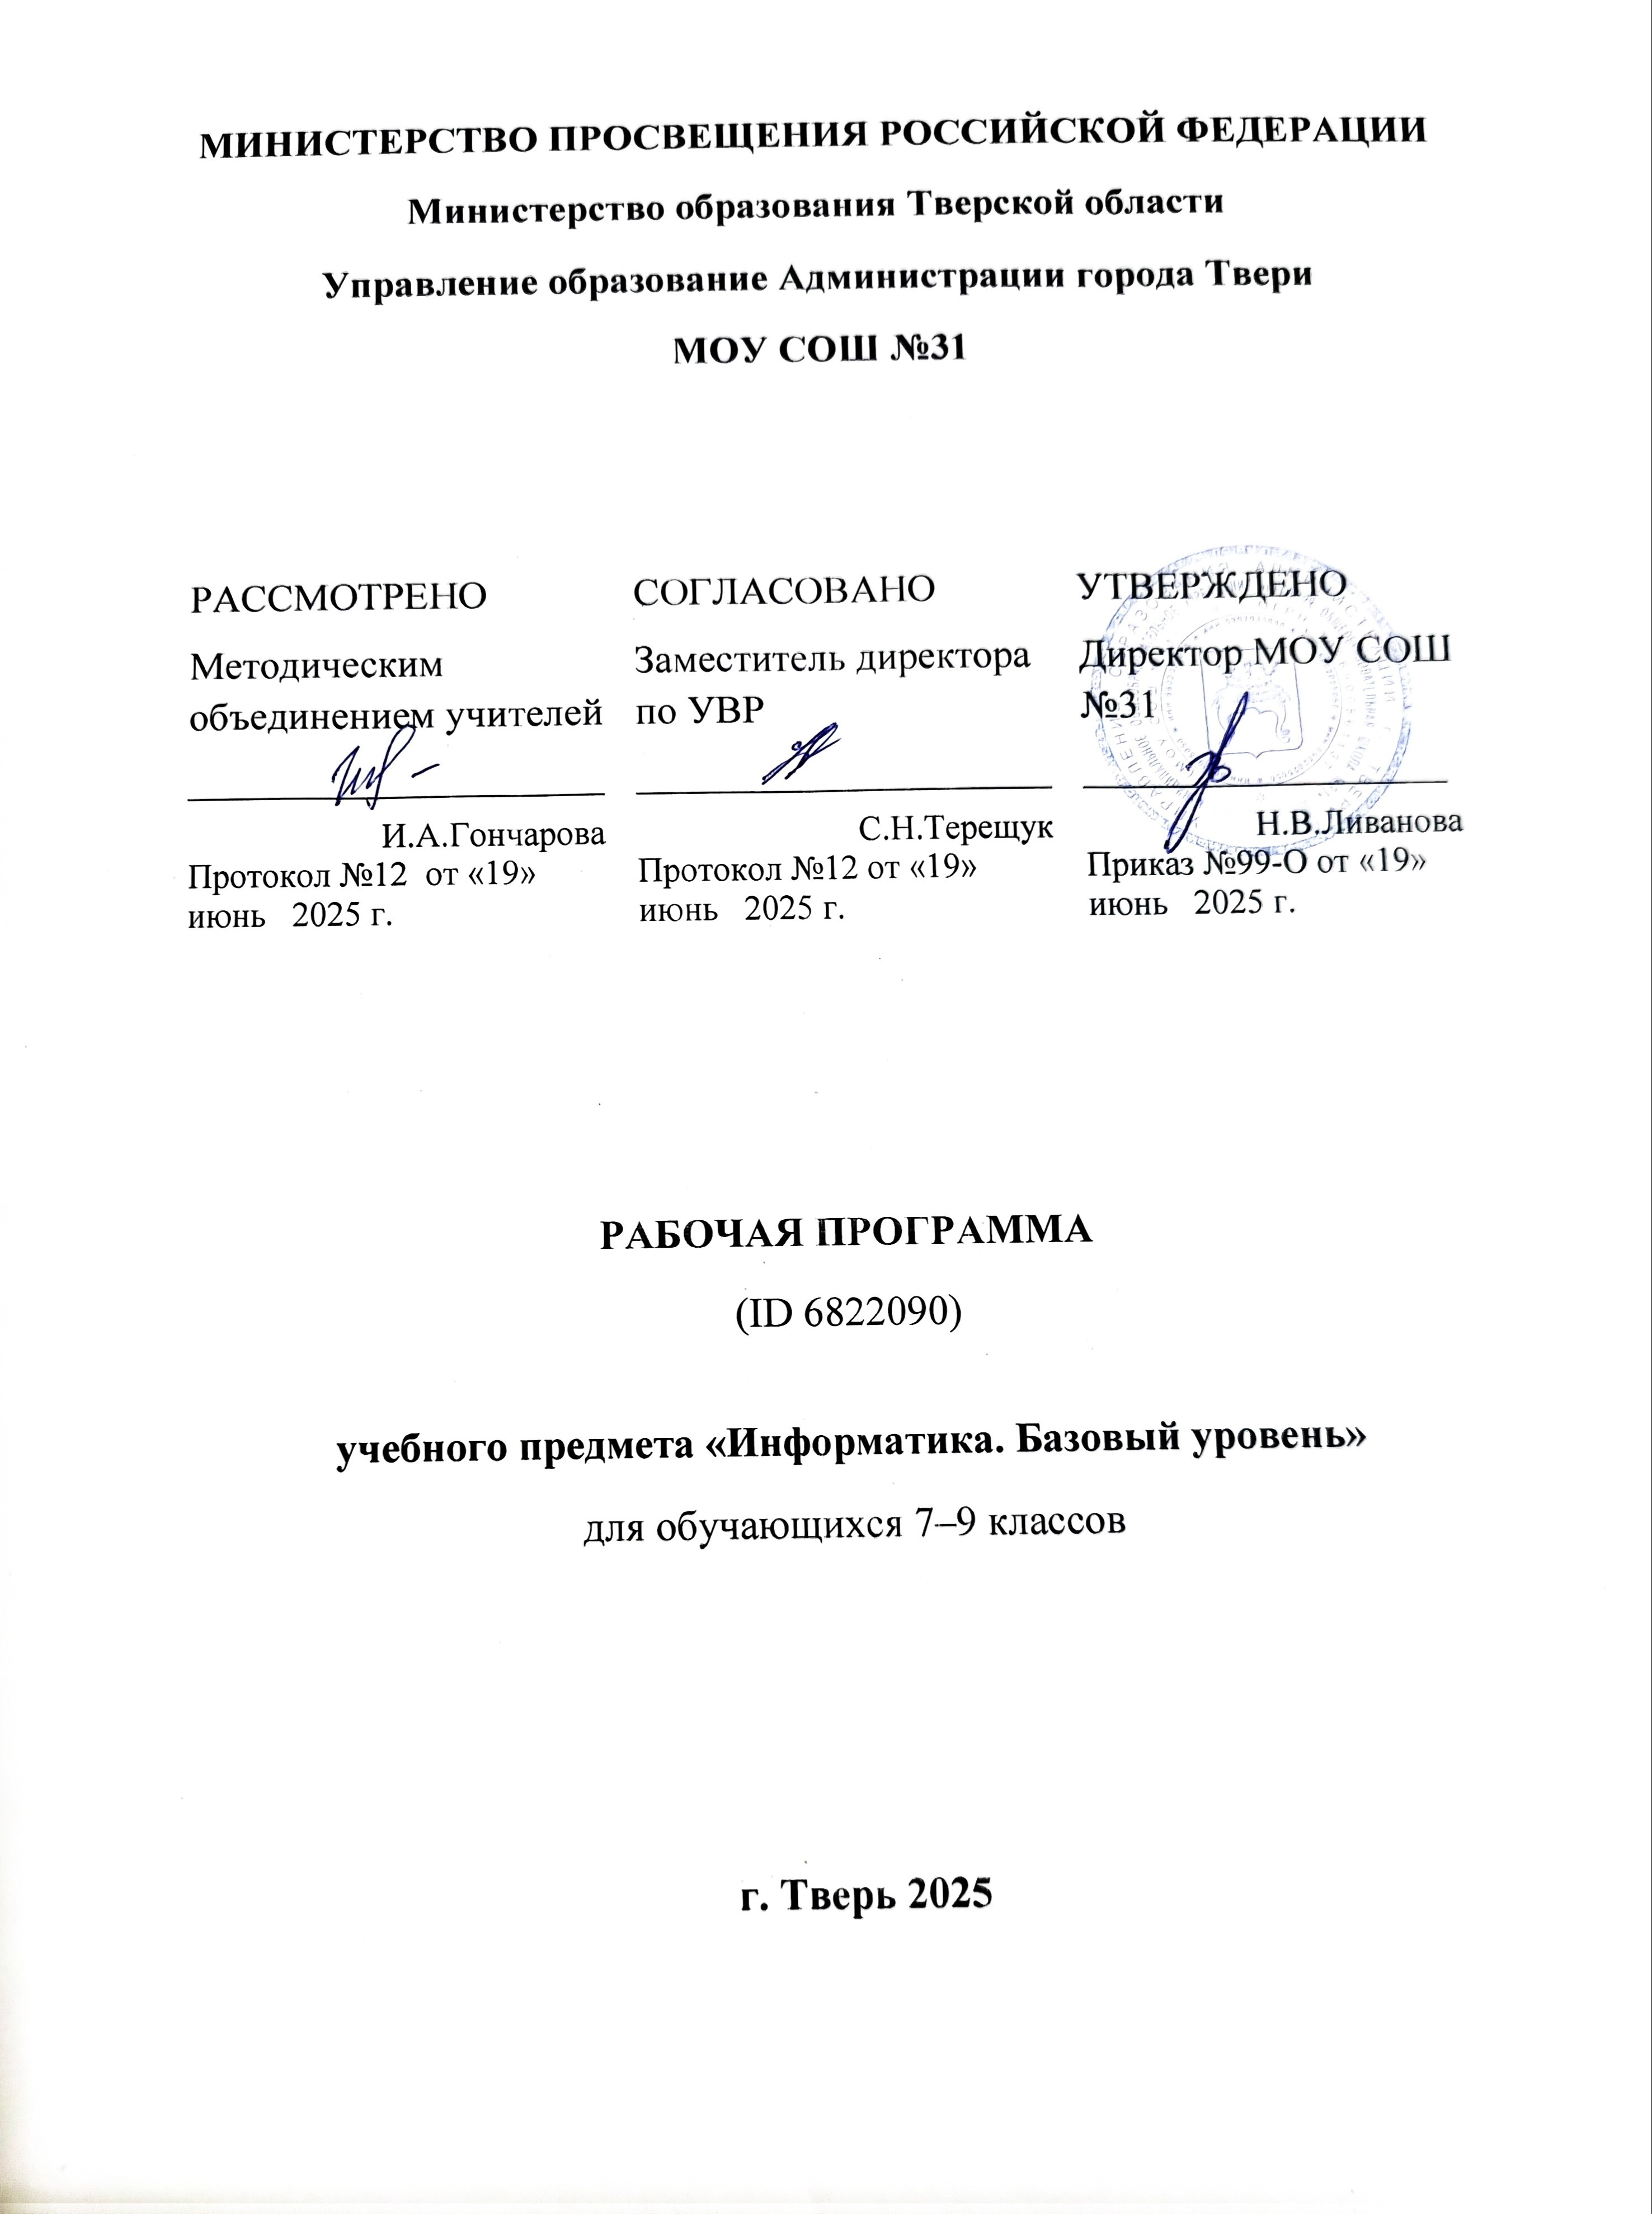 МИНИСТЕРСТВО ПРОСВЕЩЕНИЯ РОССИЙСКОЙ ФЕДЕРАЦИИ
Министерство образования Тверской области
Управление образование Администрации города Твери
МОУ СОШ №31
РАССМОТРЕНО
Методическим
объединением учителей
И.А.Гончарова
Протокол №12 от «19»
июнь 2025 г.
СОГЛАСОВАНО
Заместитель директора
по УВР
С.Н.Терещук
Протокол №12 от «19»
июнь 2025 г.
УТВЕРЖДЕНО
Директор МОУ СОШ
№31
Н.В.Ливанова
Приказ №99-О от «19»
июнь 2025 г.
РАБОЧАЯ ПРОГРАММА
(ID 6822090)
учебного предмета «Информатика. Базовый уровень»
для обучающихся 7–9 классов
г. Тверь 2025